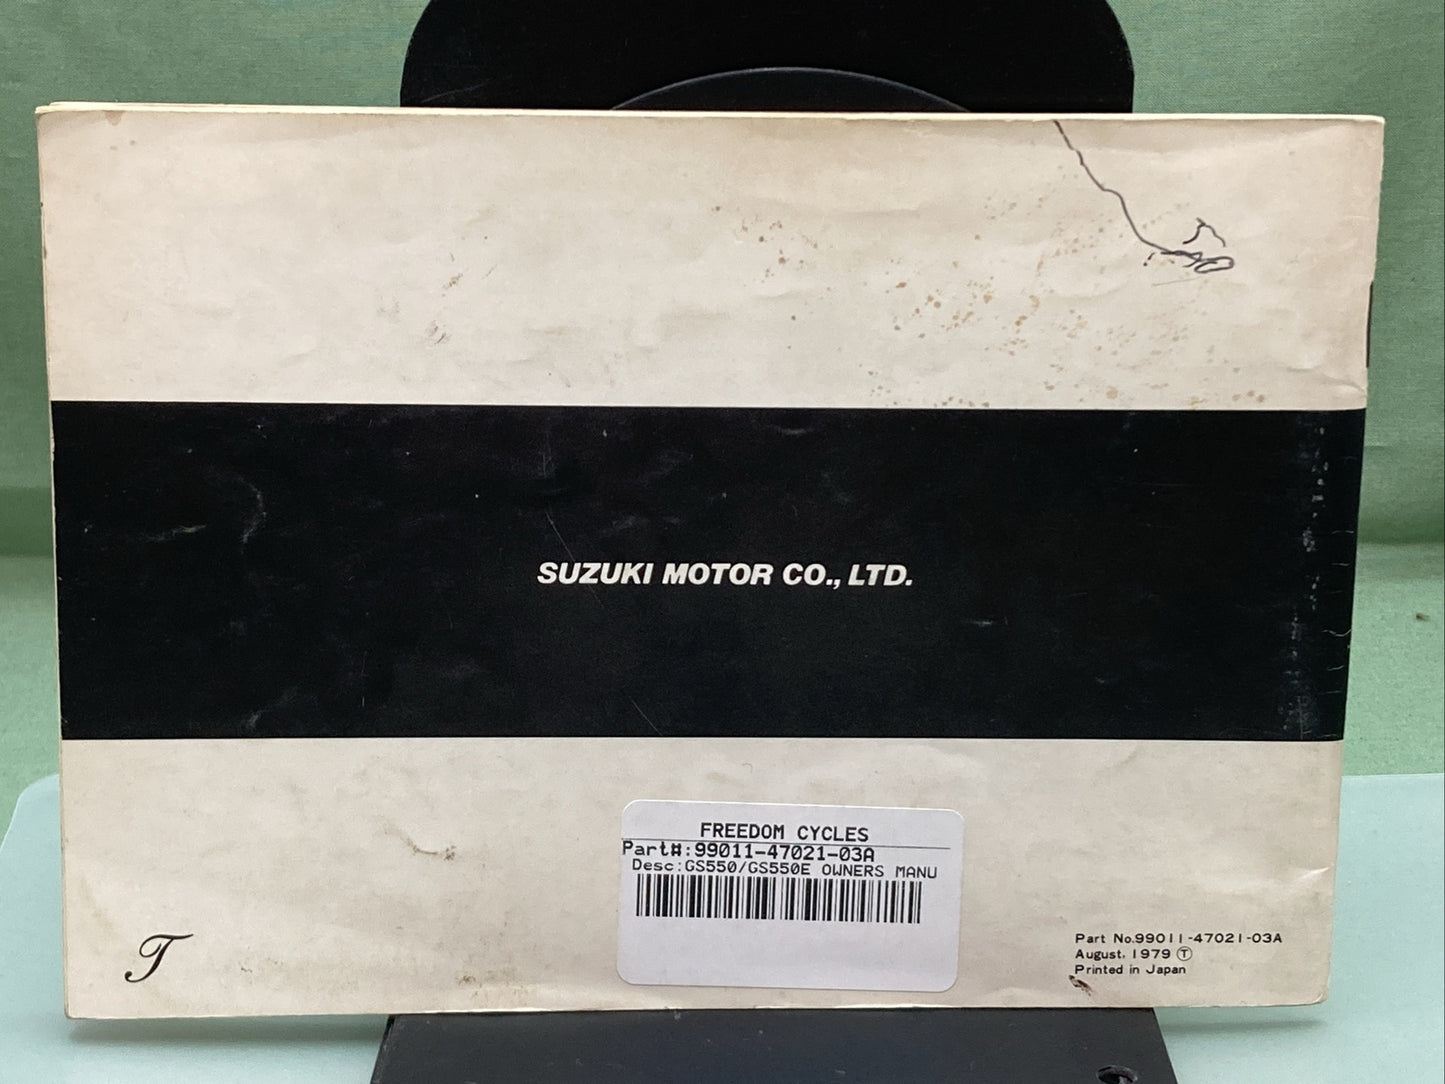 SUZUKI MOTOR CO., LTD.
FREEDOM CYCLES
Part#:99011-47021-03A
Desc:GS550/GS550E OWNERS MANU
T
Part No.99011-47021-03A
August, 1979 Ⓣ
Printed in Japan